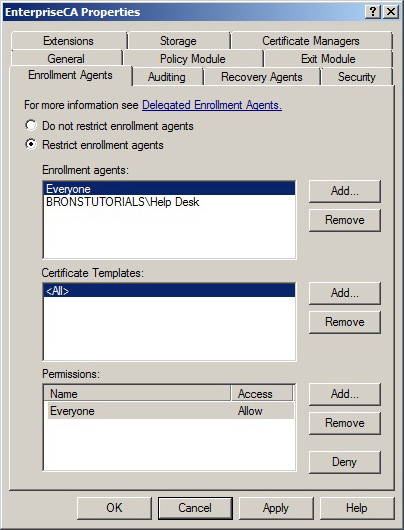 EnterpriseCA Properties
Extensions Storage Certificate Managers
General Policy Module Exit Module
Enrollment Agents Auditing Recovery Agents Security
For more information see Delegated Enrollment Agents.
Do not restrict enrollment agents
Restrict enrollment agents
Enrollment agents:
Everyone
BRONSTUTORIALS\Help Desk
Add...
Remove
Certificate Templates:
<All>
Add...
Remove
Permissions:
Name Access
Everyone Allow
Add...
Remove
Deny
OK Cancel Apply Help